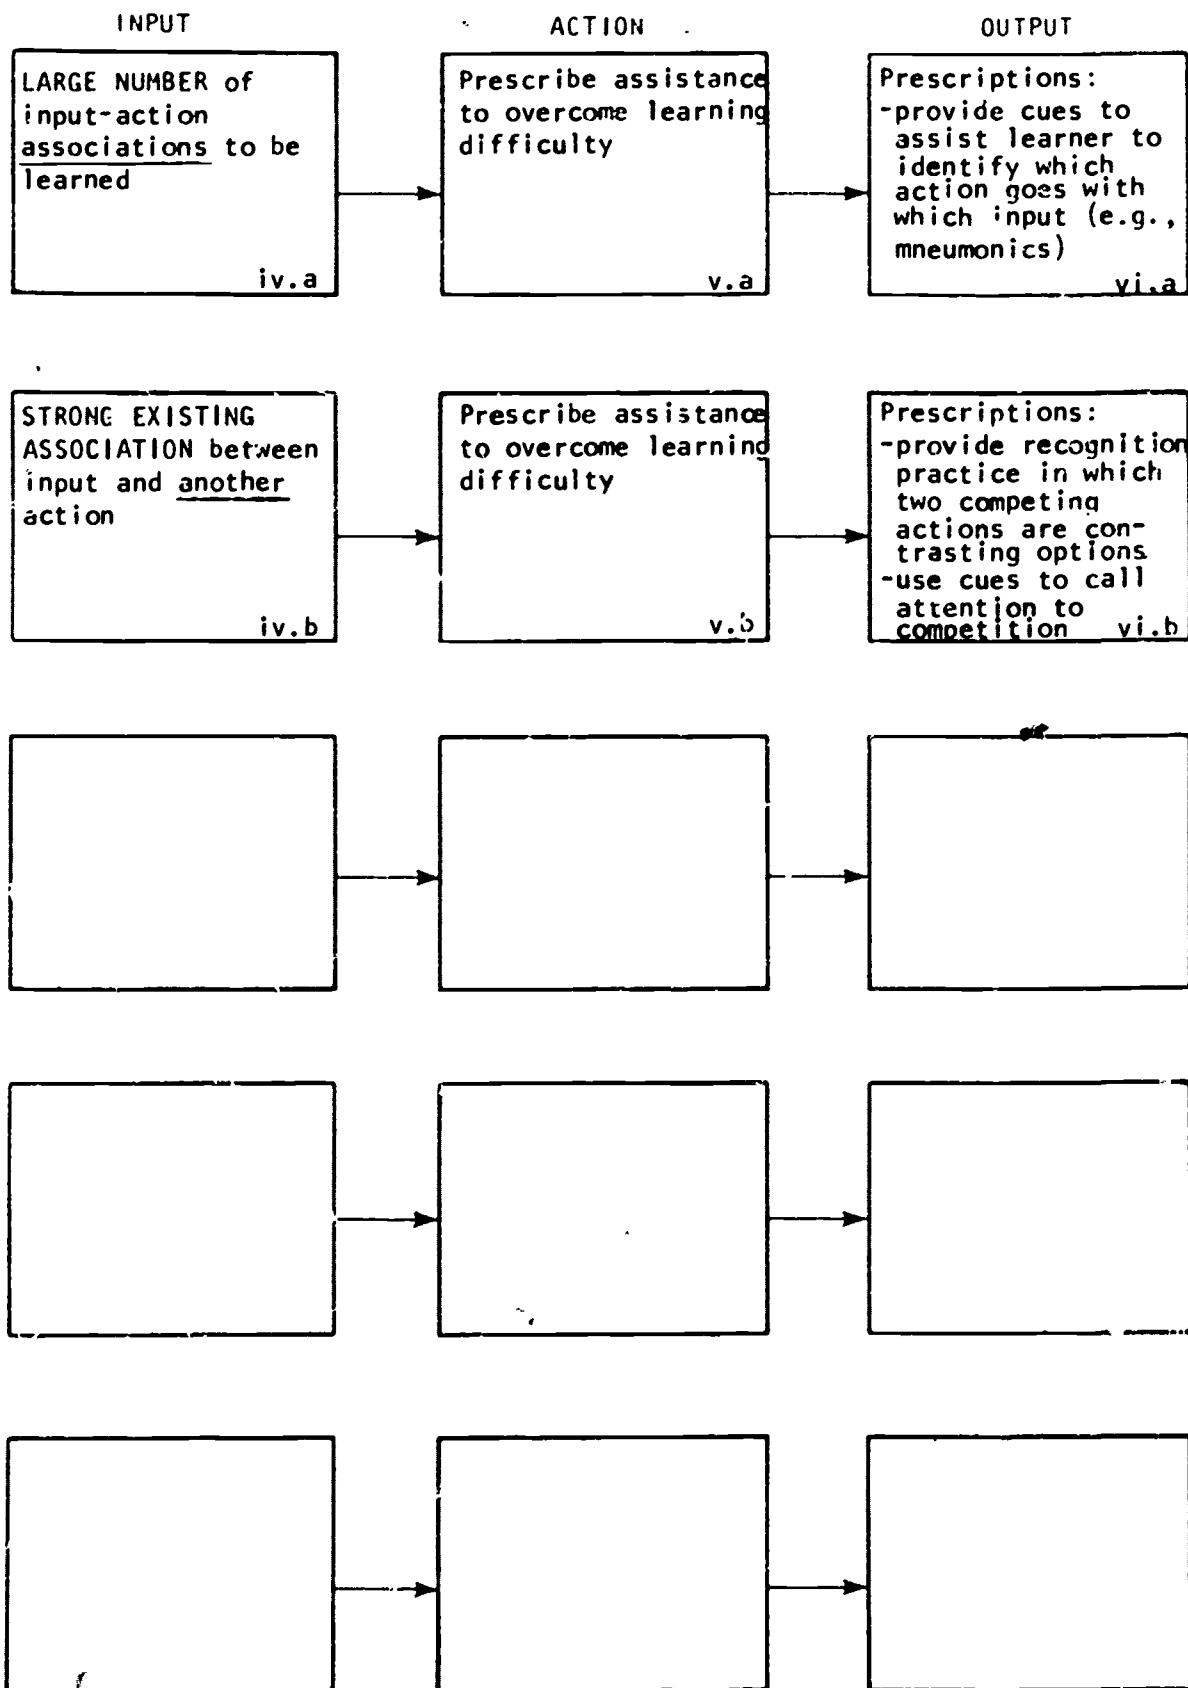 INPUT
ACTION
OUTPUT
LARGE NUMBER of
input-action
associations to be
learned
iv.a
Prescribe assistance
to overcome learning
difficulty
v.a
Prescriptions:
-provide cues to
assist learner to
identify which
action goes with
which input (e.g.,
mneumonics)
vi.a
STRONG EXISTING
ASSOCIATION between
input and another
action
iv.b
Prescribe assistance
to overcome learning
difficulty
v.b
Prescriptions:
-provide recognition
practice in which
two competing
actions are con-
trasting options
-use cues to call
attention to
competition vi.b